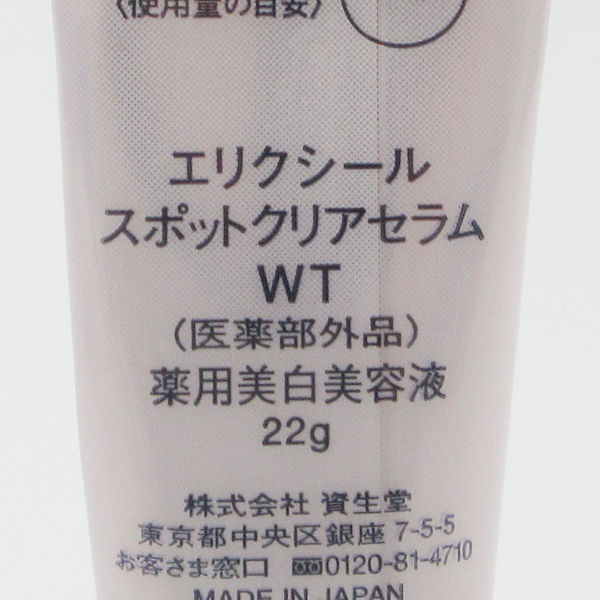 〈使用量の目安〉
エリクシール
スポットクリアセラム
WT
（医薬部外品）
薬用美白美容液
22g
株式会社 資生堂
東京都中央区銀座 7-5-5
お客さま窓口 0120-81-4710
MADE IN JAPAN